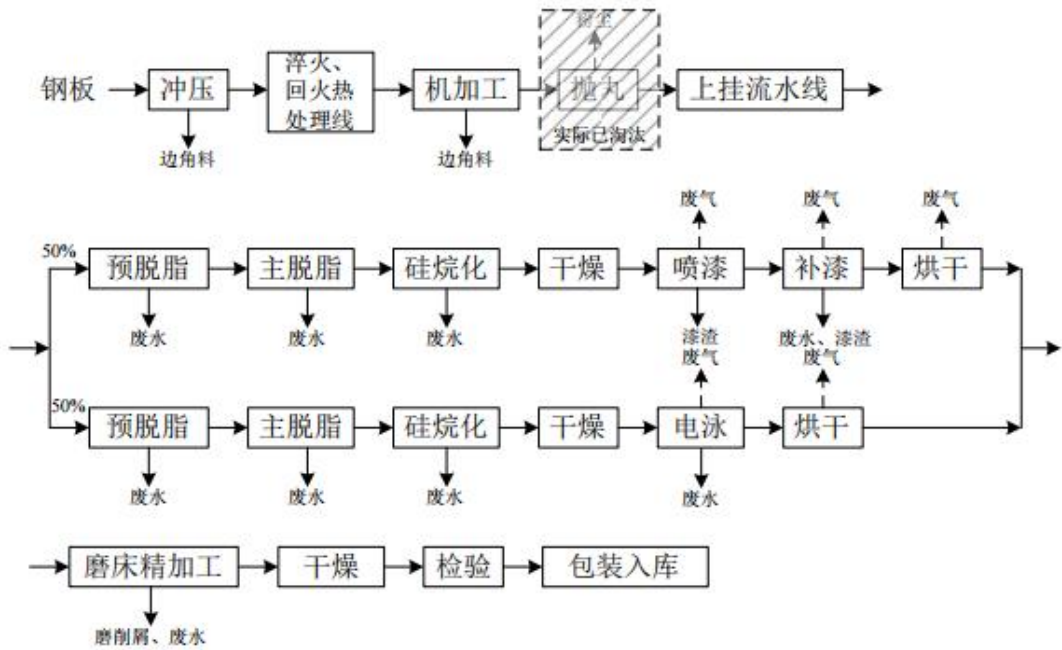 粉尘
钢板
冲压
淬火、
回火热
处理线
机加工
抛丸
上挂流水线
实际已淘汰
边角料
边角料
废气
废气
废气
50%
预脱脂
主脱脂
硅烷化
干燥
喷漆
补漆
烘干
废水
废水
废水
漆渣
废水、漆渣
废气
废气
50%
预脱脂
主脱脂
硅烷化
干燥
电泳
烘干
废水
废水
废水
废水
磨床精加工
干燥
检验
包装入库
磨削屑、废水